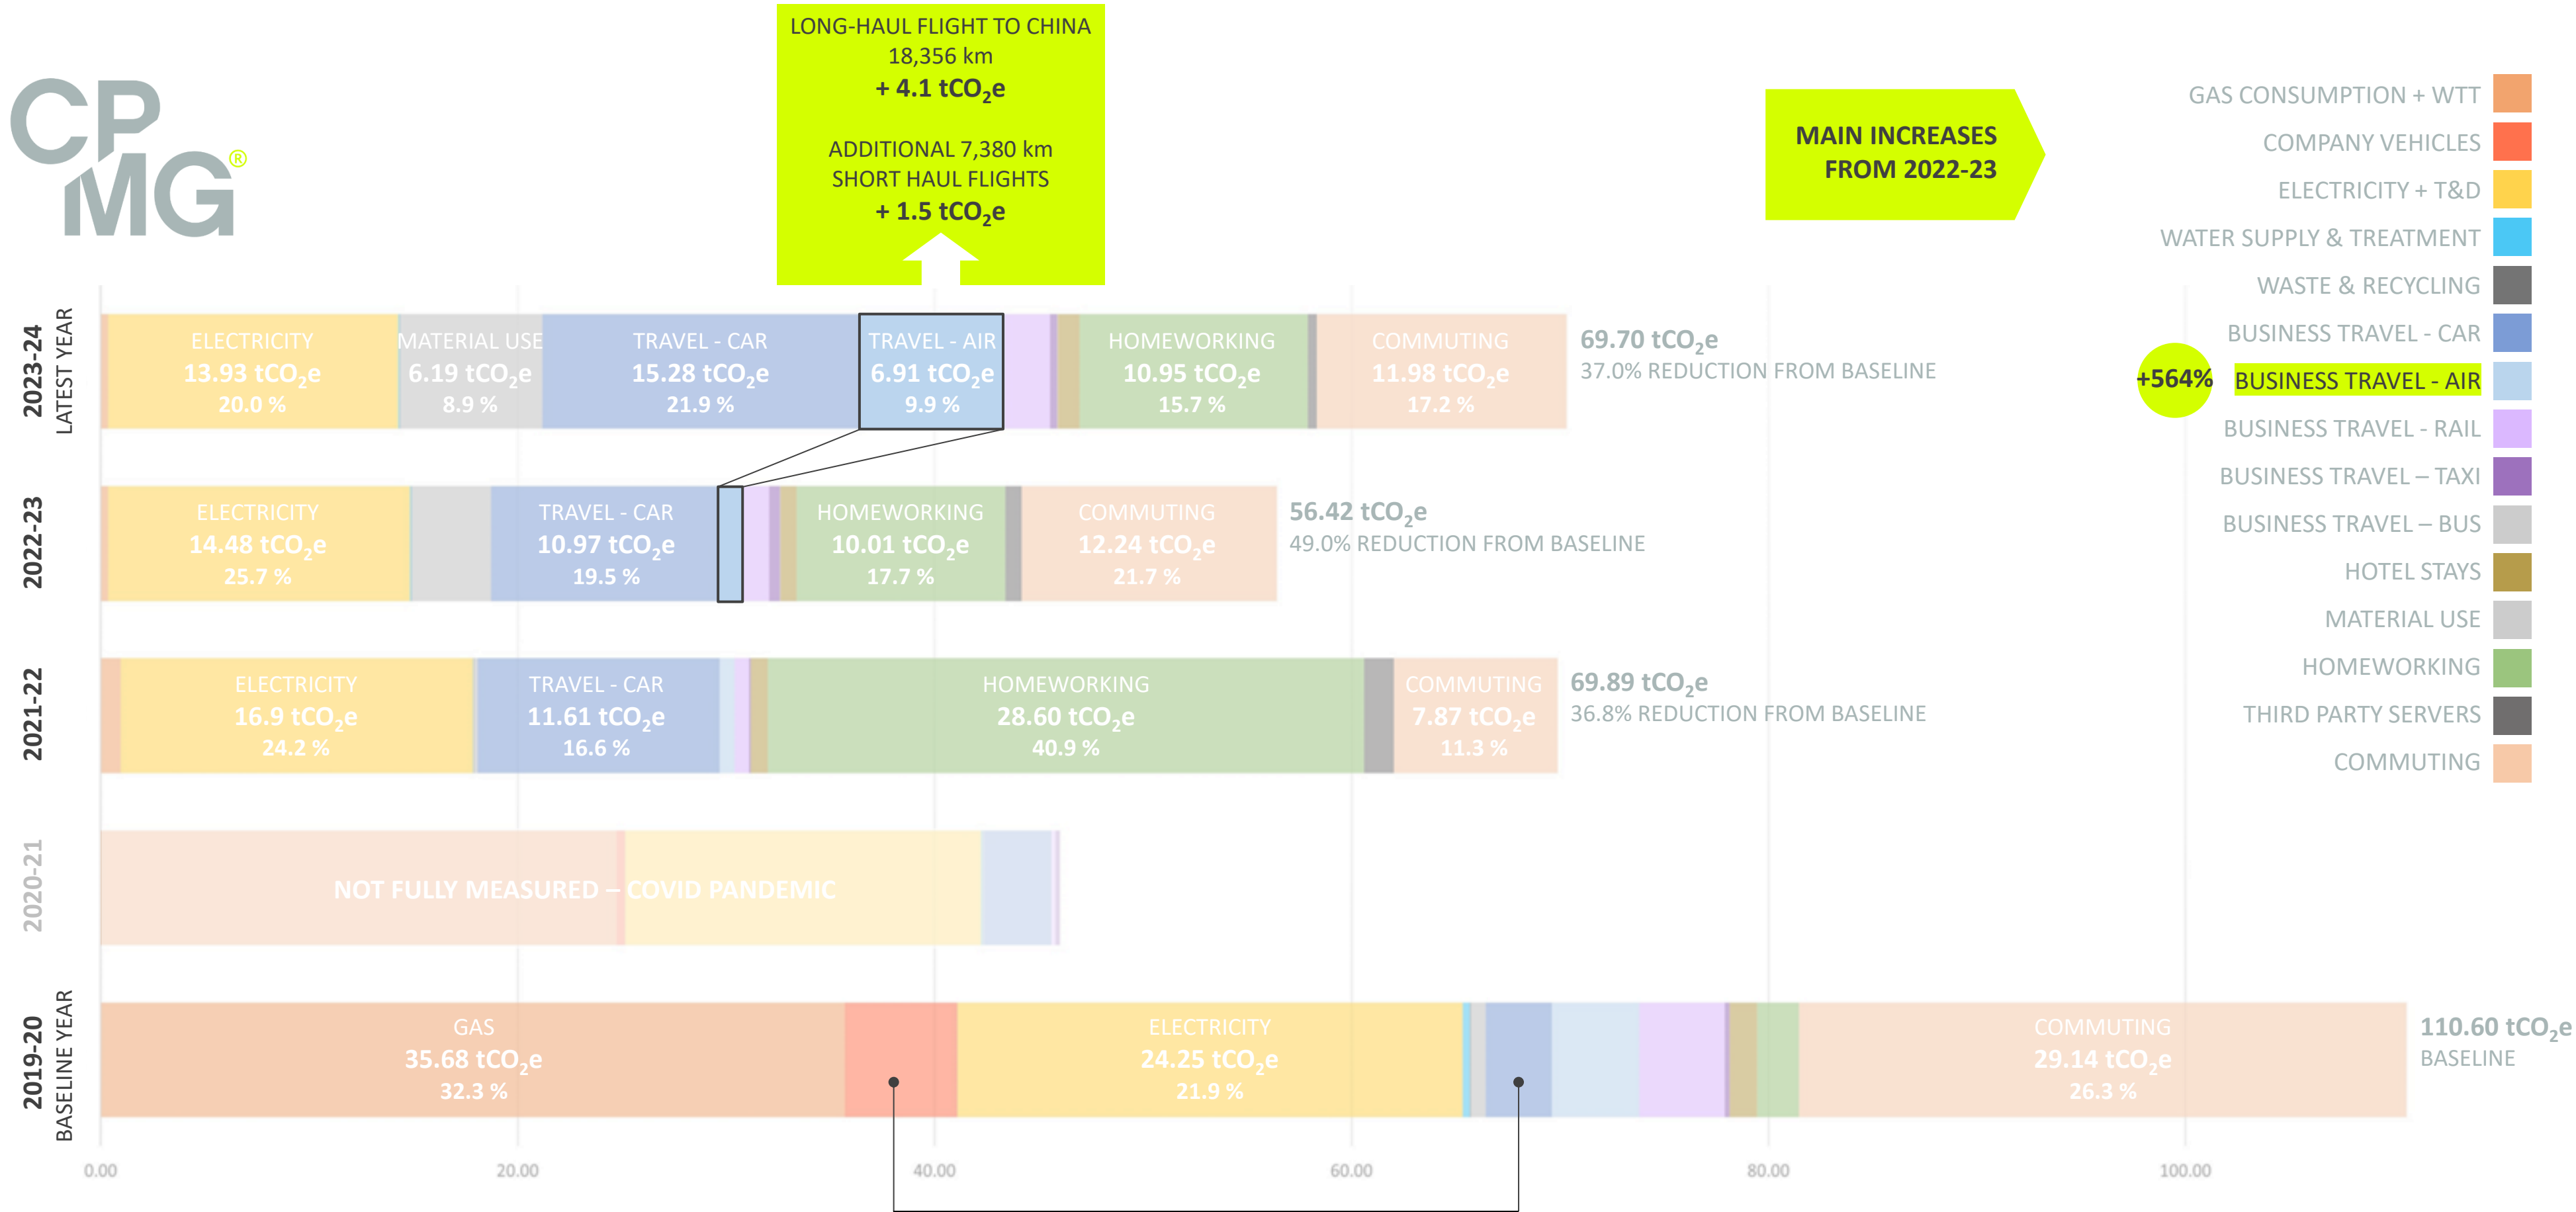 CP
MG®
LONG-HAUL FLIGHT TO CHINA
18,356 km
+ 4.1 tCO₂e
ADDITIONAL 7,380 km
SHORT HAUL FLIGHTS
+ 1.5 tCO₂e
MAIN INCREASES
FROM 2022-23
GAS CONSUMPTION + WTT
COMPANY VEHICLES
ELECTRICITY + T&D
WATER SUPPLY & TREATMENT
WASTE & RECYCLING
BUSINESS TRAVEL - CAR
+564% BUSINESS TRAVEL - AIR
BUSINESS TRAVEL - RAIL
BUSINESS TRAVEL – TAXI
BUSINESS TRAVEL – BUS
HOTEL STAYS
MATERIAL USE
HOMEWORKING
THIRD PARTY SERVERS
COMMUTING
2023-24
LATEST YEAR
ELECTRICITY
13.93 tCO₂e
20.0 %
MATERIAL USE
6.19 tCO₂e
8.9 %
TRAVEL - CAR
15.28 tCO₂e
21.9 %
TRAVEL - AIR
6.91 tCO₂e
9.9 %
HOMEWORKING
10.95 tCO₂e
15.7 %
COMMUTING
11.98 tCO₂e
17.2 %
69.70 tCO₂e
37.0% REDUCTION FROM BASELINE
2022-23
ELECTRICITY
14.48 tCO₂e
25.7 %
TRAVEL - CAR
10.97 tCO₂e
19.5 %
HOMEWORKING
10.01 tCO₂e
17.7 %
COMMUTING
12.24 tCO₂e
21.7 %
56.42 tCO₂e
49.0% REDUCTION FROM BASELINE
2021-22
ELECTRICITY
16.9 tCO₂e
24.2 %
TRAVEL - CAR
11.61 tCO₂e
16.6 %
HOMEWORKING
28.60 tCO₂e
40.9 %
COMMUTING
7.87 tCO₂e
11.3 %
69.89 tCO₂e
36.8% REDUCTION FROM BASELINE
2020-21
NOT FULLY MEASURED – COVID PANDEMIC
2019-20
BASELINE YEAR
GAS
35.68 tCO₂e
32.3 %
ELECTRICITY
24.25 tCO₂e
21.9 %
COMMUTING
29.14 tCO₂e
26.3 %
110.60 tCO₂e
BASELINE
0.00 20.00 40.00 60.00 80.00 100.00